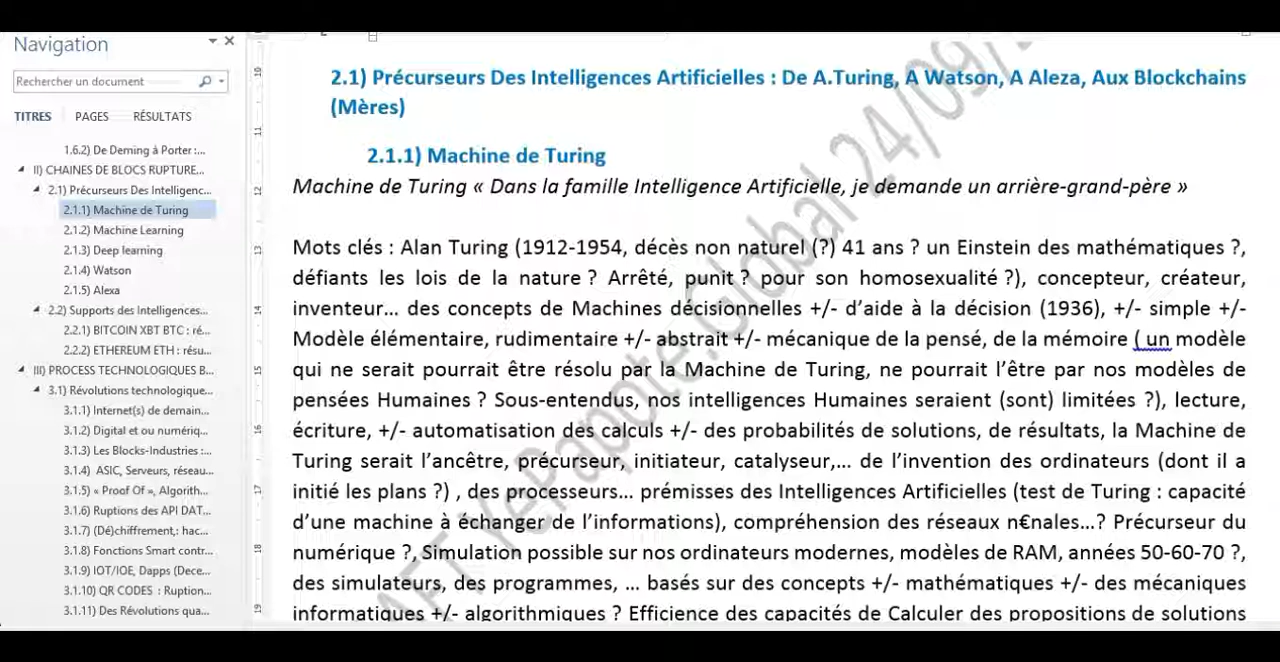 Navigation
Rechercher un document
TITRES PAGES RÉSULTATS
1.6.2) De Deming à Porter :...
II) CHAINES DE BLOCS RUPTURE...
2.1) Précurseurs Des Intelligenc...
2.1.1) Machine de Turing
2.1.2) Machine Learning
2.1.3) Deep learning
2.1.4) Watson
2.1.5) Alexa
2.2) Supports des Intelligences...
2.2.1) BITCOIN XBT BTC : ré...
2.2.2) ETHEREUM ETH : résu...
III) PROCESS TECHNOLOGIQUES B...
3.1) Révolutions technologique...
3.1.1) Internet(s) de demain...
3.1.2) Digital et ou numériq...
3.1.3) Les Blocks-Industries :...
3.1.4) ASIC, Serveurs, réseau...
3.1.5) « Proof Of », Algorith...
3.1.6) Ruptions des API DAT...
3.1.7) (Dé)chiffrement,: hac...
3.1.8) Fonctions Smart contr...
3.1.9) IOT/IOE, Dapps (Dece...
3.1.10) QR CODES : Ruption...
3.1.11) Des Révolutions qua...
10
11
12
13
14
15
16
17
18
19
2.1) Précurseurs Des Intelligences Artificielles : De A.Turing, A Watson, A Aleza, Aux Blockchains
(Mères)
2.1.1) Machine de Turing
Machine de Turing « Dans la famille Intelligence Artificielle, je demande un arrière-grand-père »
Mots clés : Alan Turing (1912-1954, décès non naturel (?) 41 ans ? un Einstein des mathématiques ?,
défiants les lois de la nature ? Arrêté, punit ? pour son homosexualité ?), concepteur, créateur,
inventeur... des concepts de Machines décisionnelles +/- d'aide à la décision (1936), +/- simple +/-
Modèle élémentaire, rudimentaire +/- abstrait +/- mécanique de la pensé, de la mémoire ( un modèle
qui ne serait pourrait être résolu par la Machine de Turing, ne pourrait l'être par nos modèles de
pensées Humaines ? Sous-entendus, nos intelligences Humaines seraient (sont) limitées ?), lecture,
écriture, +/- automatisation des calculs +/- des probabilités de solutions, de résultats, la Machine de
Turing serait l'ancêtre, précurseur, initiateur, catalyseur,... de l'invention des ordinateurs (dont il a
initié les plans ?) , des processeurs... prémisses des Intelligences Artificielles (test de Turing : capacité
d'une machine à échanger de l'informations), compréhension des réseaux n€nales...? Précurseur du
numérique ?, Simulation possible sur nos ordinateurs modernes, modèles de RAM, années 50-60-70 ?,
des simulateurs, des programmes, ... basés sur des concepts +/- mathématiques +/- des mécaniques
informatiques +/- algorithmiques ? Efficience des capacités de Calculer des propositions de solutions
YePapote.Global 24/09/